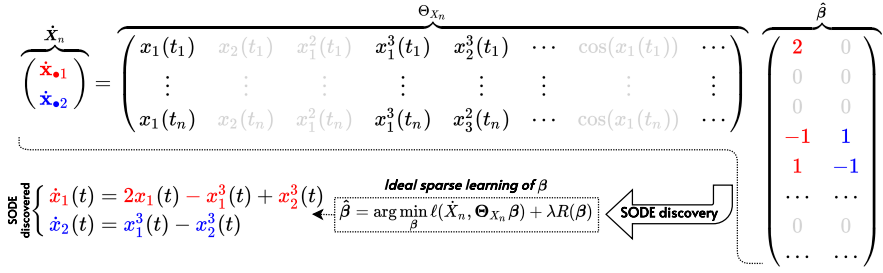 Ẋₙ = Θ_{Xₙ} β̂
( ẋ•1 ẋ•2 ) =
x₁(t₁) x₂(t₁) x₁²(t₁) x₁³(t₁) x₂³(t₁) ⋯ cos(x₁(t₁)) ⋯
⋮ ⋮ ⋮ ⋮ ⋮ ⋮ ⋮
x₁(tₙ) x₂(tₙ) x₁²(tₙ) x₁³(tₙ) x₃²(tₙ) ⋯ cos(x₁(tₙ)) ⋯
2 0
0 0
0 0
−1 1
1 −1
⋯ ⋯
0 0
⋯ ⋯
SODE discovered
ẋ₁(t) = 2x₁(t) − x₁³(t) + x₂³(t)
ẋ₂(t) = x₁³(t) − x₂³(t)
Ideal sparse learning of β
β̂ = arg min_β ℓ(Ẋₙ, Θ_{Xₙ}β) + λR(β)
SODE discovery